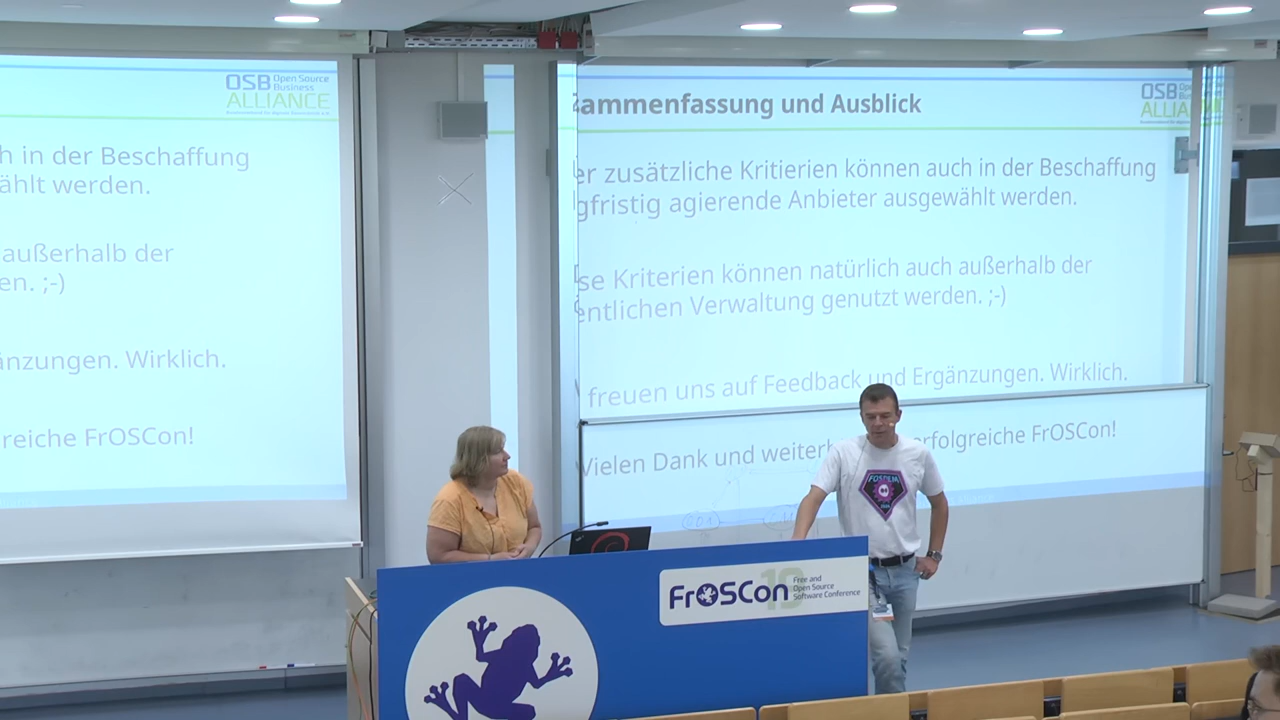 OSB Open Source
Business
ALLIANCE
h in der Beschaffung
ählt werden.
außerhalb der
en. ;-)
änzungen. Wirklich.
reiche FrOSCon!
ammenfassung und Ausblick
OSB
ALLIA
er zusätzliche Kritierien können auch in der Beschaffung
gfristig agierende Anbieter ausgewählt werden.
se Kriterien können natürlich auch außerhalb der
entlichen Verwaltung genutzt werden. ;-)
freuen uns auf Feedback und Ergänzungen. Wirklich.
Vielen Dank und weiterh erfolgreiche FrOSCon!
FrOSCon 19 Free and
Open Source
Software Conference